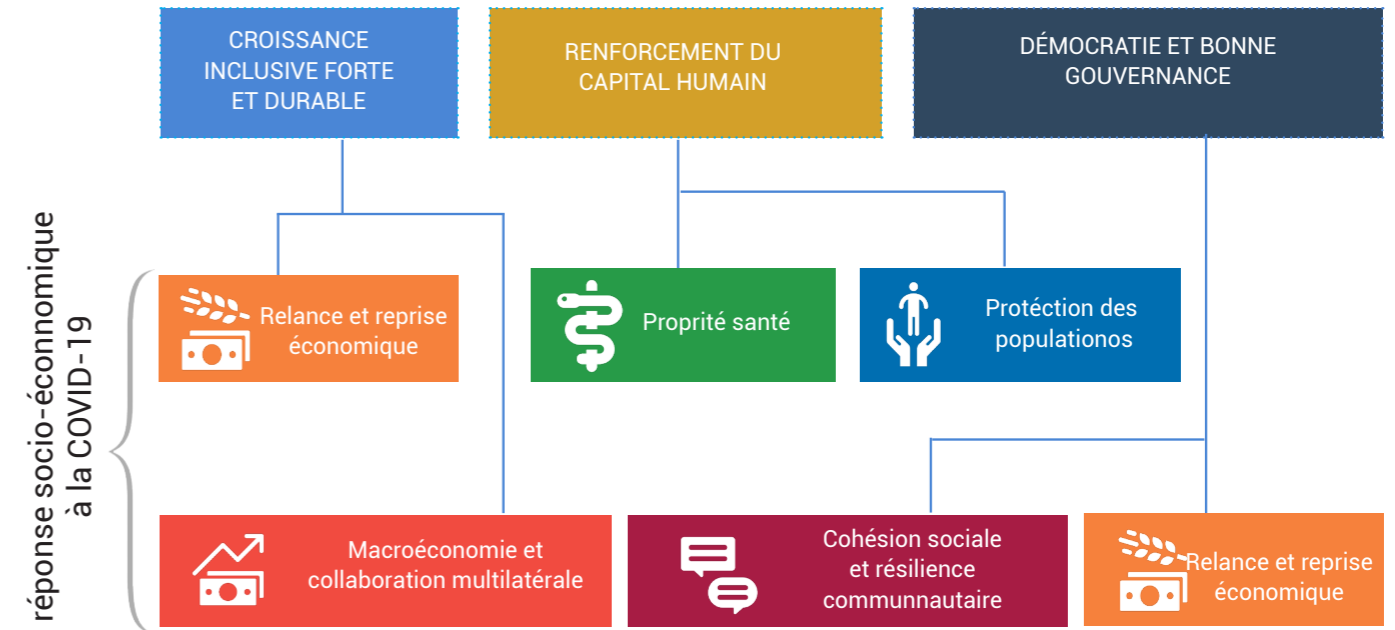 CROISSANCE
INCLUSIVE FORTE
ET DURABLE
RENFORCEMENT DU
CAPITAL HUMAIN
DÉMOCRATIE ET BONNE
GOUVERNANCE
réponse socio-éconnomique
à la COVID-19
Relance et reprise
économique
Proprité santé
Protéction des
populationos
Macroéconomie et
collaboration multilatérale
Cohésion sociale
et résilience
communnautaire
Relance et reprise
économique